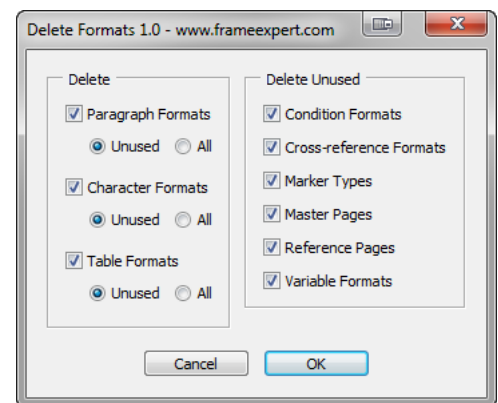 Delete Formats 1.0 - www.frameexpert.com
Delete
Paragraph Formats
Unused All
Character Formats
Unused All
Table Formats
Unused All
Delete Unused
Condition Formats
Cross-reference Formats
Marker Types
Master Pages
Reference Pages
Variable Formats
Cancel OK